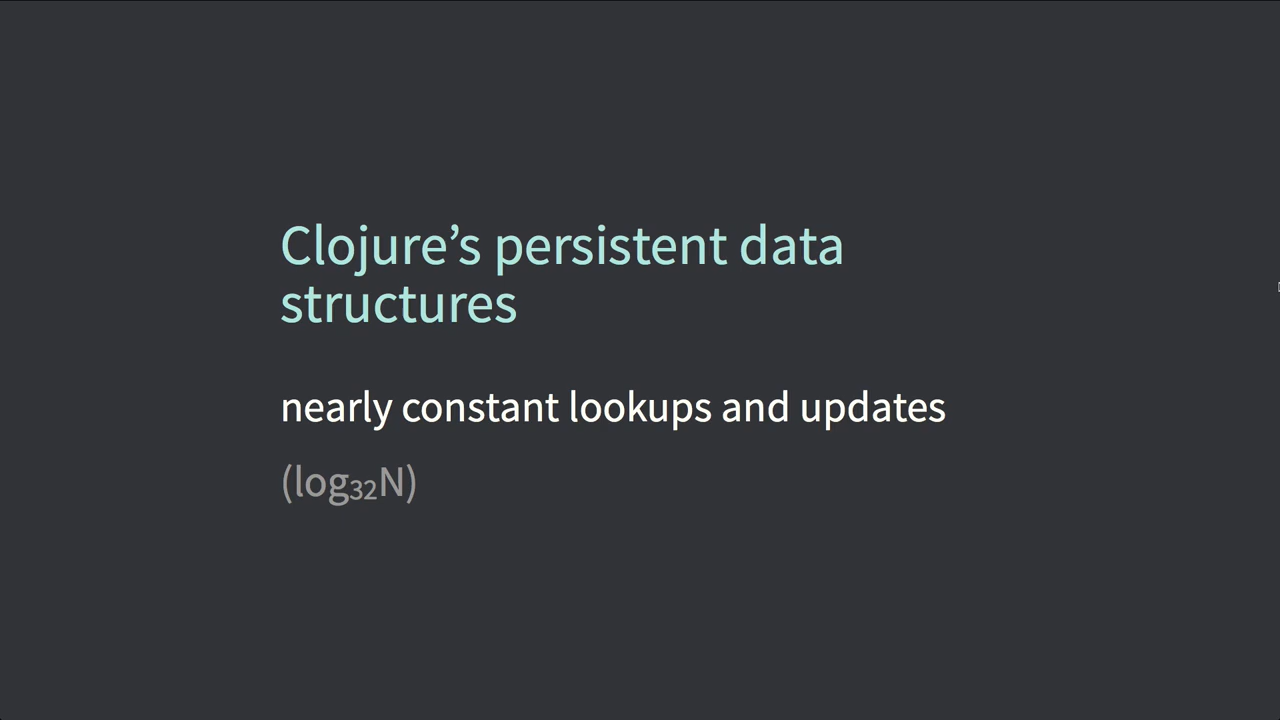 Clojure’s persistent data
structures
nearly constant lookups and updates
(log₃₂N)